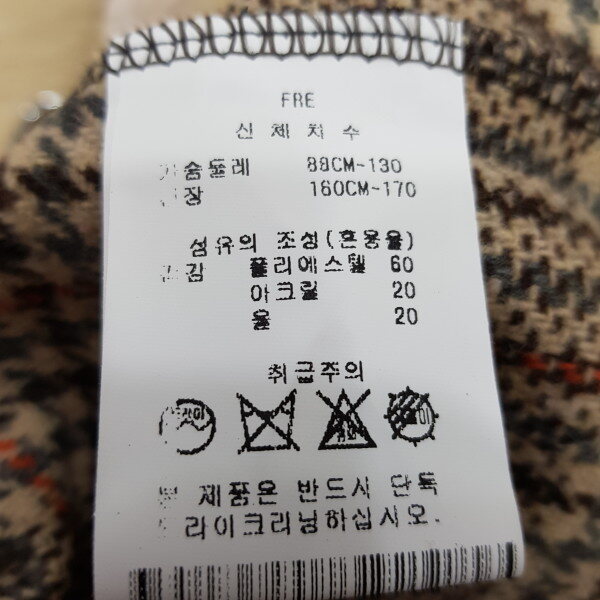 FRE
신 체 치 수
가슴둘레 88CM~130
신장 160CM~170
섬유의 조성(혼용율)
겉감 폴리에스텔 60
아크릴 20
울 20
취급주의
본 제품은 반드시 단독
드라이크리닝하십시오.